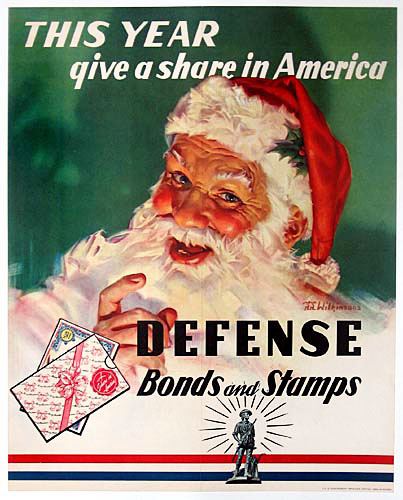 THIS YEAR
give a share in America
DEFENSE
Bonds and Stamps